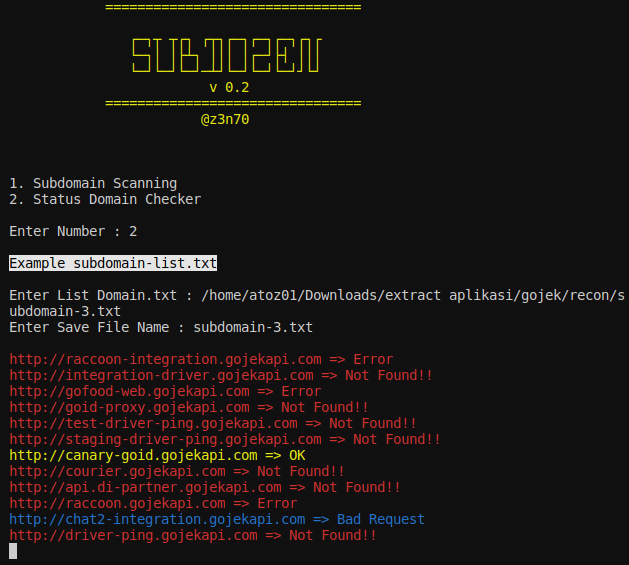 ================================
v 0.2
================================
@z3n70
1. Subdomain Scanning
2. Status Domain Checker
Enter Number : 2
Example subdomain-list.txt
Enter List Domain.txt : /home/atoz01/Downloads/extract aplikasi/gojek/recon/s
ubdomain-3.txt
Enter Save File Name : subdomain-3.txt
http://raccoon-integration.gojekapi.com => Error
http://integration-driver.gojekapi.com => Not Found!!
http://gofood-web.gojekapi.com => Error
http://goid-proxy.gojekapi.com => Not Found!!
http://test-driver-ping.gojekapi.com => Not Found!!
http://staging-driver-ping.gojekapi.com => Not Found!!
http://canary-goid.gojekapi.com => OK
http://courier.gojekapi.com => Not Found!!
http://api.di-partner.gojekapi.com => Not Found!!
http://raccoon.gojekapi.com => Error
http://chat2-integration.gojekapi.com => Bad Request
http://driver-ping.gojekapi.com => Not Found!!